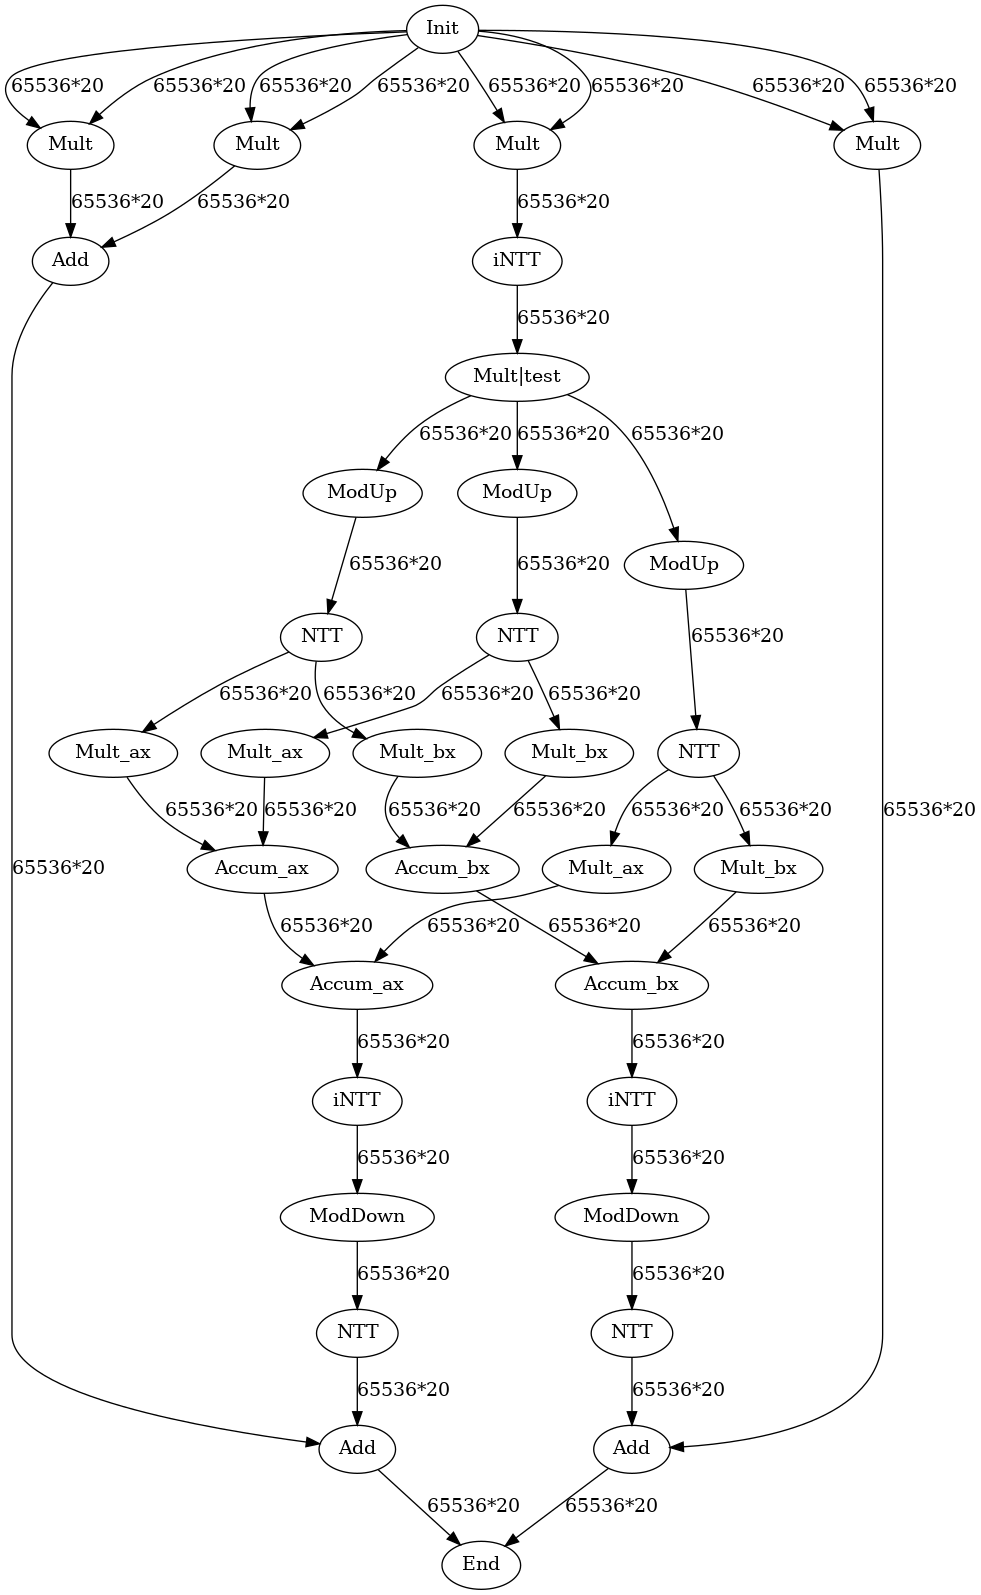 Init
65536*20 65536*20 65536*20 65536*20 65536*20 65536*20 65536*20 65536*20
Mult Mult Mult Mult
65536*20 65536*20 65536*20
Add iNTT
65536*20
Mult|test
65536*20 65536*20 65536*20
ModUp ModUp
65536*20 65536*20 ModUp
NTT NTT 65536*20
65536*20 65536*20 65536*20 65536*20
Mult_ax Mult_ax Mult_bx Mult_bx NTT
65536*20 65536*20 65536*20 65536*20 65536*20 65536*20 65536*20
65536*20 Accum_ax Accum_bx Mult_ax Mult_bx
65536*20 65536*20 65536*20 65536*20
Accum_ax Accum_bx
65536*20 65536*20
iNTT iNTT
65536*20 65536*20
ModDown ModDown
65536*20 65536*20
NTT NTT
65536*20 65536*20
Add Add
65536*20 65536*20
End